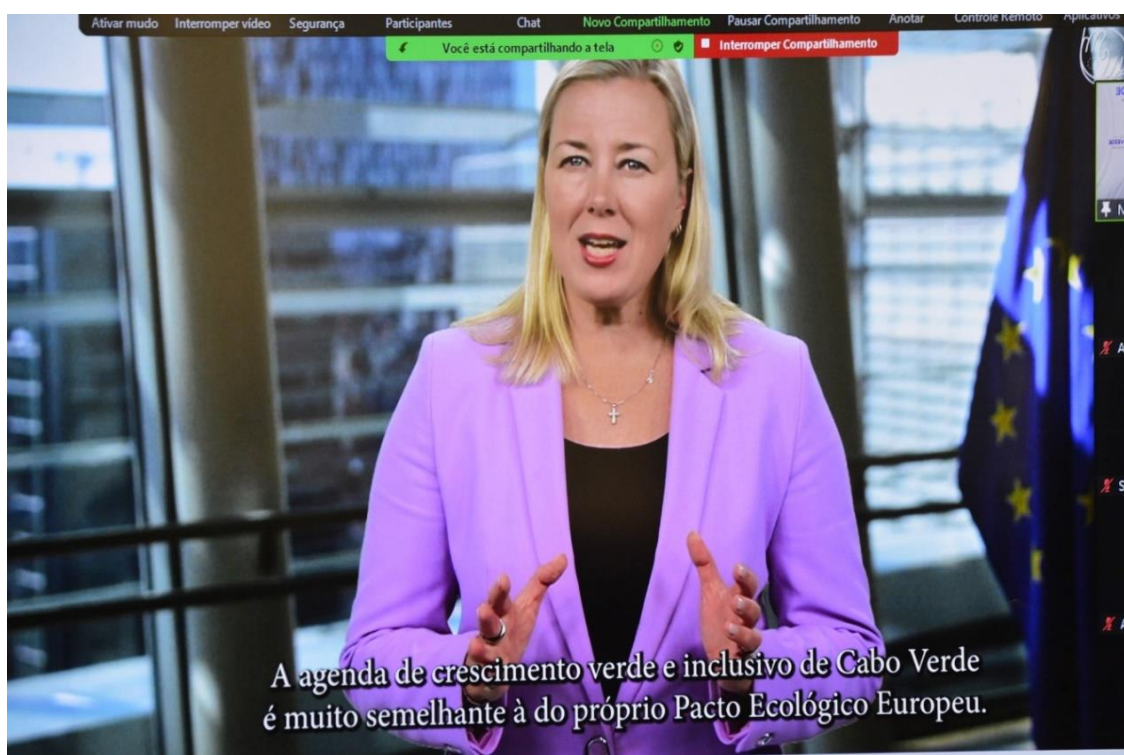 Ativar mudo Interromper vídeo Segurança Participantes Chat Novo Compartilhamento Pausar Compartilhamento Anotar Controle Remoto Aplicativos
Você está compartilhando a tela Interromper Compartilhamento
A agenda de crescimento verde e inclusivo de Cabo Verde
é muito semelhante à do próprio Pacto Ecológico Europeu.